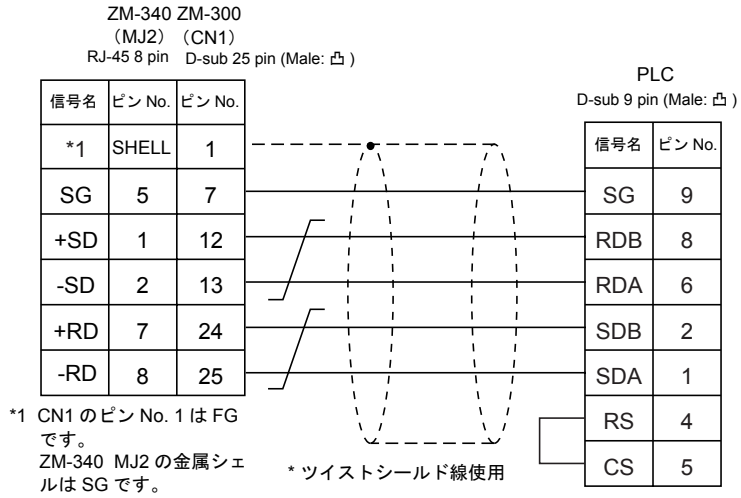 ZM-340 ZM-300
（MJ2）（CN1）
RJ-45 8 pin D-sub 25 pin (Male: 凸 )
信号名 ピン No. ピン No.
*1 SHELL 1
SG 5 7
+SD 1 12
-SD 2 13
+RD 7 24
-RD 8 25
*1 CN1 のピン No. 1 は FG
です。
ZM-340 MJ2 の金属シェ
ルは SG です。
* ツイストシールド線使用
PLC
D-sub 9 pin (Male: 凸 )
信号名 ピン No.
SG 9
RDB 8
RDA 6
SDB 2
SDA 1
RS 4
CS 5